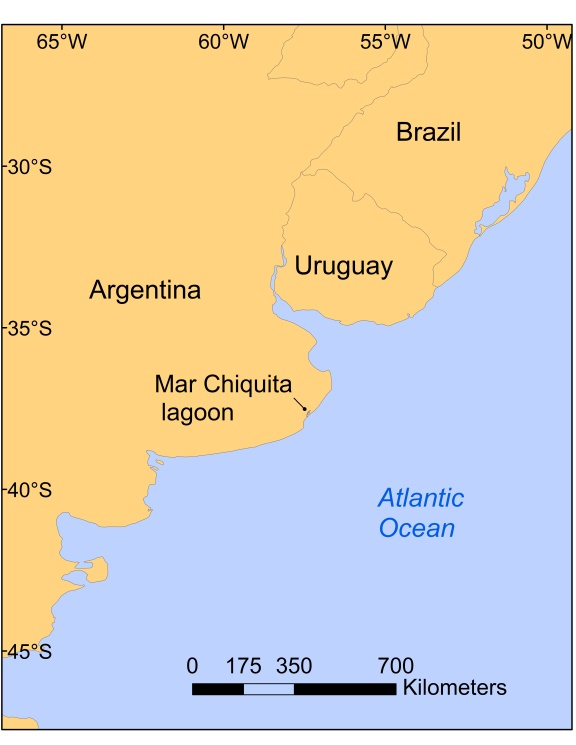 65°W 60°W 55°W 50°W
Brazil
30°S
Uruguay
Argentina
35°S
Mar Chiquita
lagoon
40°S
Atlantic
Ocean
45°S
0 175 350 700
Kilometers